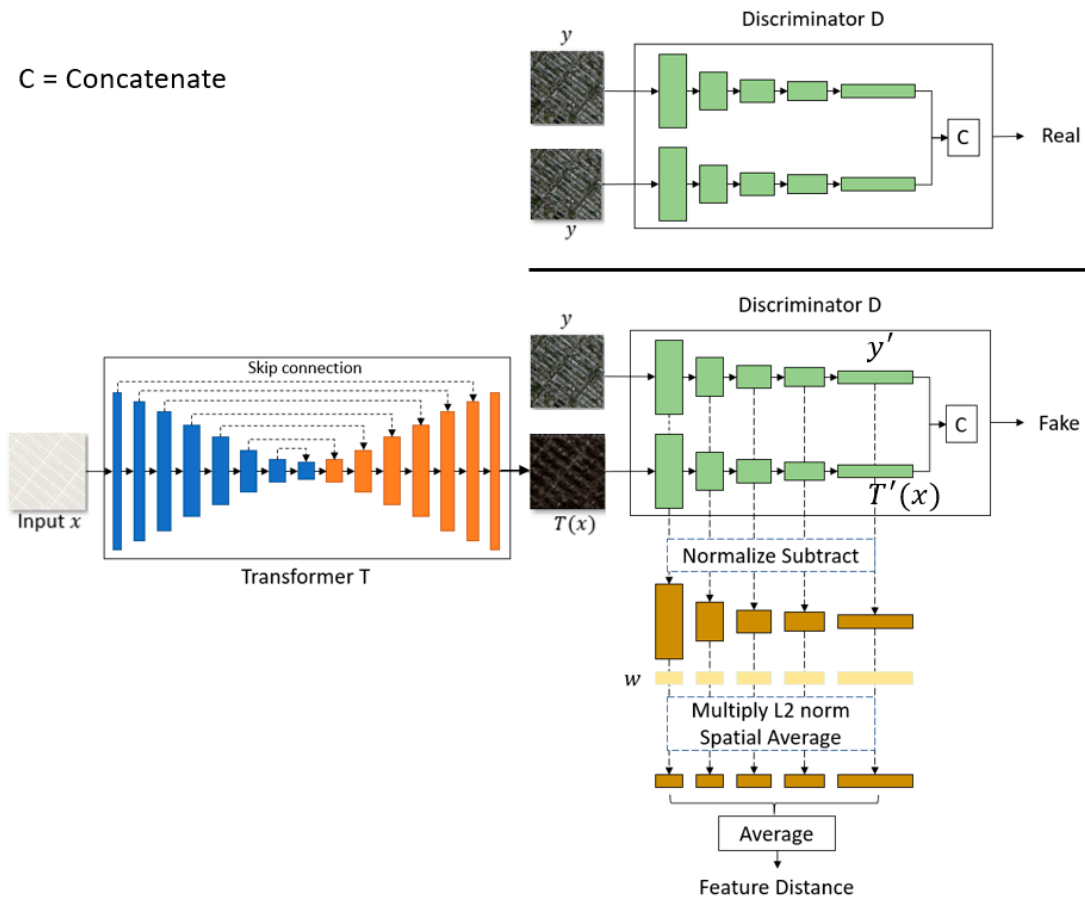 Discriminator D
y
C = Concatenate
C
Real
y
Discriminator D
y
y′
Skip connection
C
Fake
Input x
T(x)
T′(x)
Transformer T
Normalize Subtract
w
Multiply L2 norm
Spatial Average
Average
Feature Distance